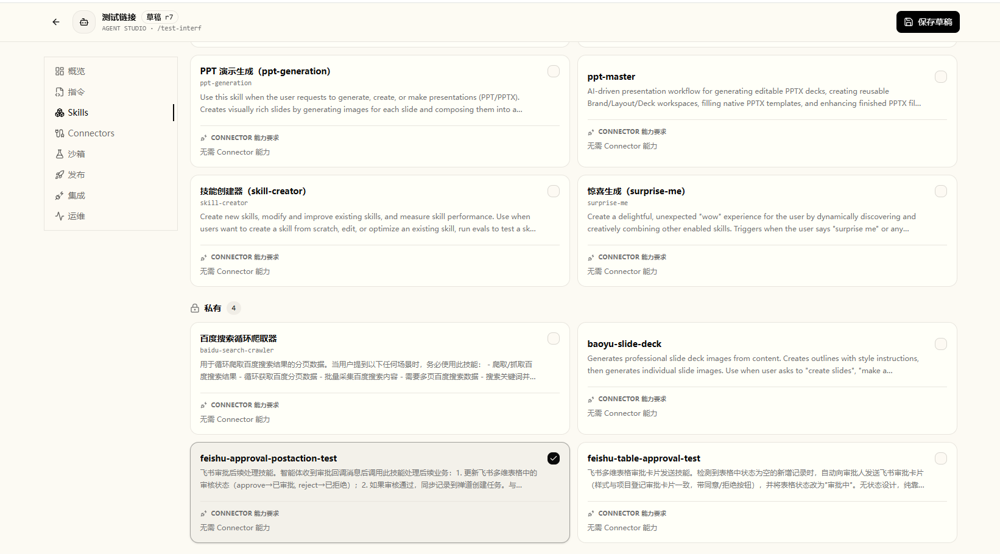 测试链接 草稿 r7
AGENT STUDIO · /test-interf
保存草稿
概览
指令
Skills
Connectors
沙箱
发布
集成
运维
PPT 演示生成（ppt-generation）
ppt-generation
Use this skill when the user requests to generate, create, or make presentations (PPT/PPTX).
Creates visually rich slides by generating images for each slide and composing them into a...
CONNECTOR 能力要求
无需 Connector 能力
ppt-master
AI-driven presentation workflow for generating editable PPTX decks, creating reusable
Brand/Layout/Deck workspaces, filling native PPTX templates, and enhancing finished PPTX fil...
CONNECTOR 能力要求
无需 Connector 能力
技能创建器（skill-creator）
skill-creator
Create new skills, modify and improve existing skills, and measure skill performance. Use when
users want to create a skill from scratch, edit, or optimize an existing skill, run evals to test a sk...
CONNECTOR 能力要求
无需 Connector 能力
惊喜生成（surprise-me）
surprise-me
Create a delightful, unexpected "wow" experience for the user by dynamically discovering and
creatively combining other enabled skills. Triggers when the user says "surprise me" or any...
CONNECTOR 能力要求
无需 Connector 能力
私有 4
百度搜索循环爬取器
baidu-search-crawler
用于循环爬取百度搜索结果的分页数据。当用户提到以下任何场景时，务必使用此技能： - 爬取/抓取百
度搜索结果 - 循环获取百度分页数据 - 批量采集百度搜索内容 - 需要多页百度搜索数据 - 搜索关键词并...
CONNECTOR 能力要求
无需 Connector 能力
baoyu-slide-deck
Generates professional slide deck images from content. Creates outlines with style instructions,
then generates individual slide images. Use when user asks to "create slides", "make a...
CONNECTOR 能力要求
无需 Connector 能力
feishu-approval-postaction-test
飞书审批后续处理技能。智能体收到审批回调消息后调用此技能处理后续业务：1. 更新飞书多维表格中的
审核状态（approve→已审批, reject→已拒绝）；2. 如果审核通过，同步记录到禅道创建任务。与...
CONNECTOR 能力要求
无需 Connector 能力
feishu-table-approval-test
飞书多维表格审批卡片发送技能。检测到表格中状态为空的新增记录时，自动向审批人发送飞书审批卡片
（样式与项目登记审批卡片一致，带同意/拒绝按钮），并将表格状态改为"审批中"。无状态设计，纯靠...
CONNECTOR 能力要求
无需 Connector 能力